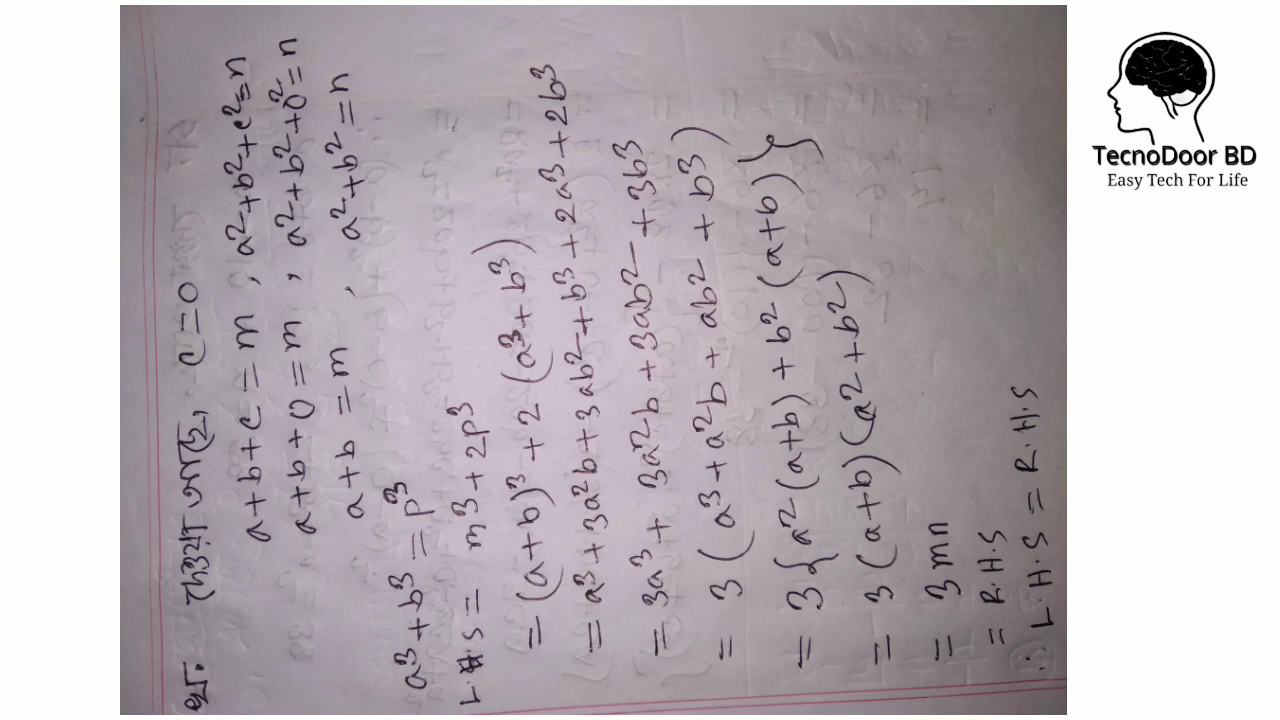 খ. দেওয়া আছে, c=0
a+b+c = m , a²+b²+c²=n
a+b+0=m , a²+b²+0²=n
a+b =m , a²+b²=n
a³+b³=p³
L.H.S = m³+2p³
=(a+b)³+2(a³+b³)
=a³+3a²b+3ab²+b³+2a³+2b³
=3a³+3a²b+3ab²+3b³
= 3(a³+a²b+ab²+b³)
= 3{a²(a+b)+b²(a+b)}
= 3(a+b)(a²+b²)
= 3mn
= R.H.S
∴ L.H.S = R.H.S
TecnoDoor BD
Easy Tech For Life